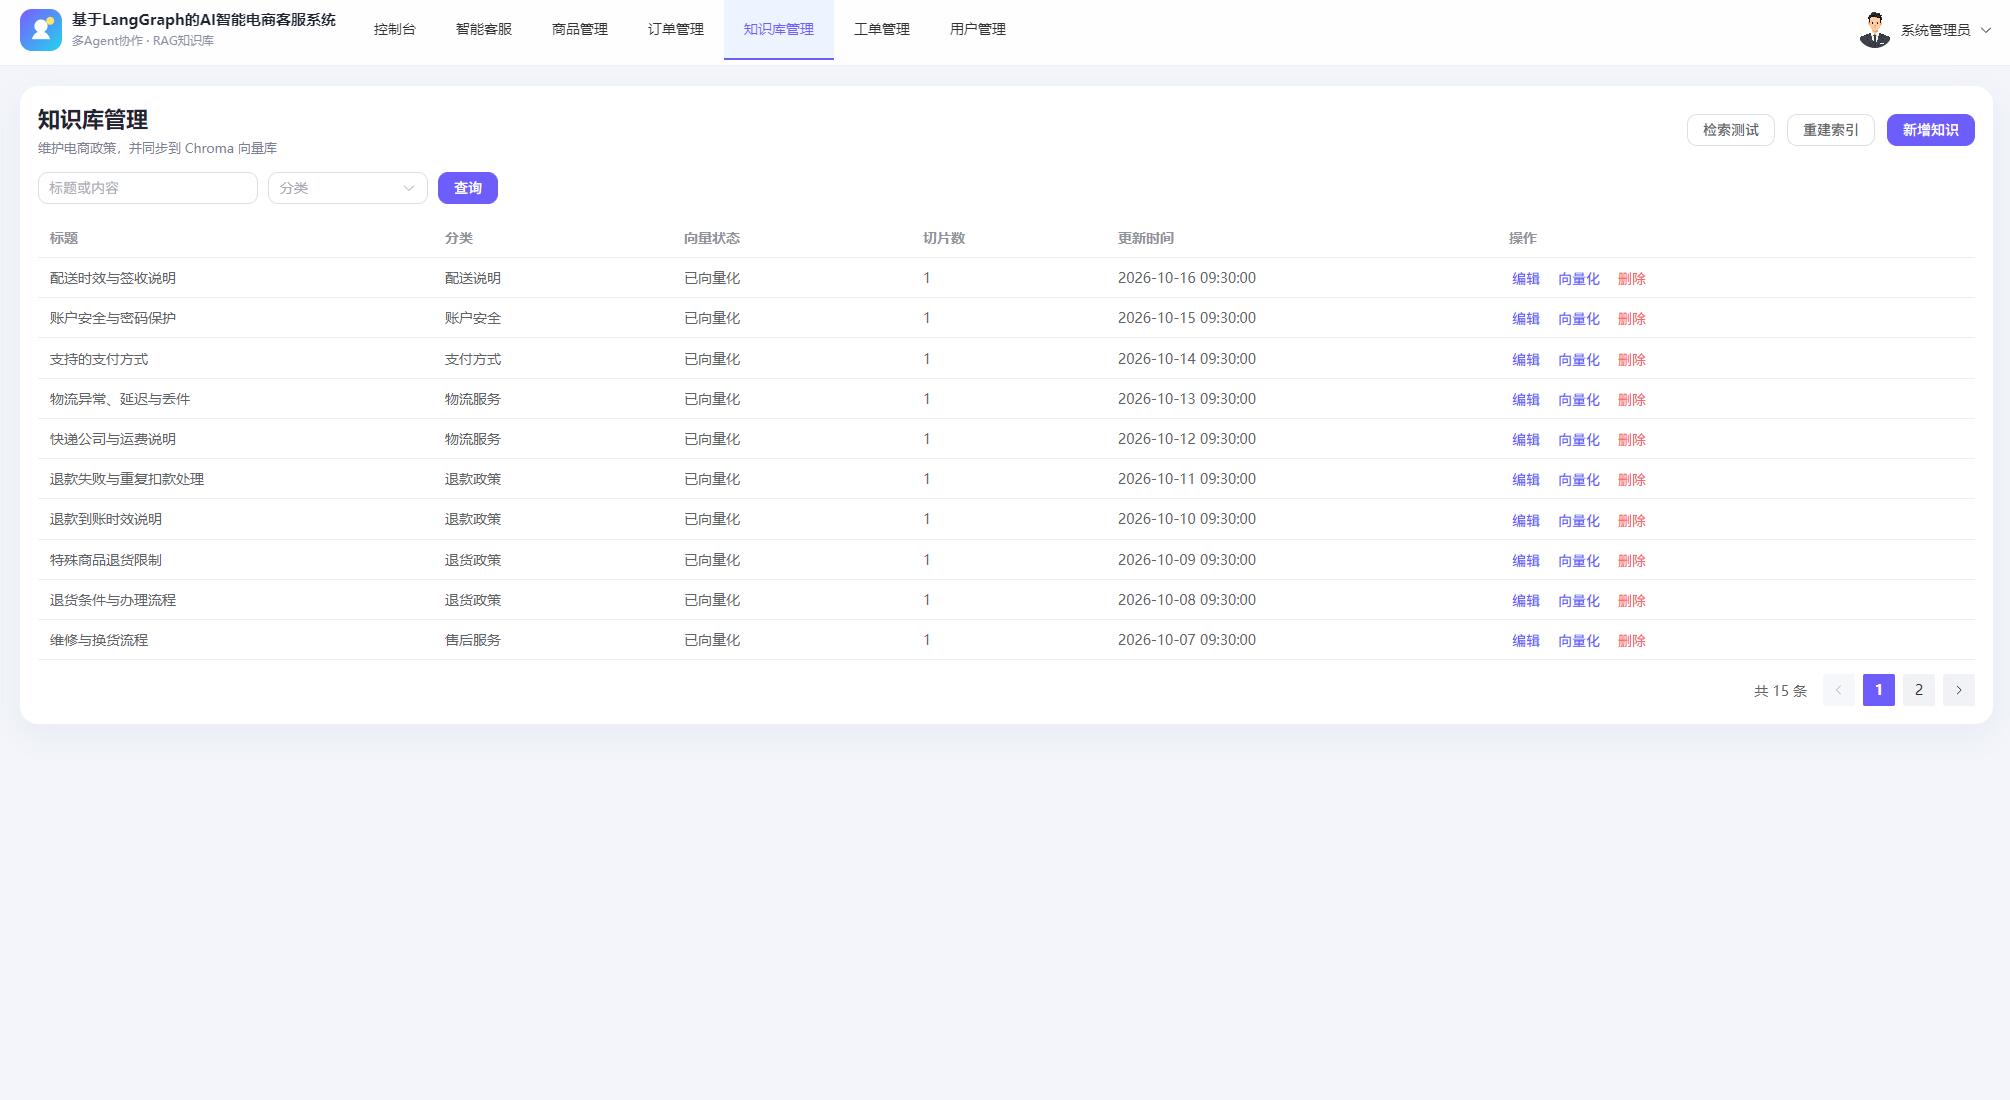 基于LangGraph的AI智能电商客服系统
多Agent协作 · RAG知识库
控制台 智能客服 商品管理 订单管理 知识库管理 工单管理 用户管理
系统管理员
知识库管理
维护电商政策，并同步到 Chroma 向量库
检索测试 重建索引 新增知识
标题或内容 分类 查询
标题 分类 向量状态 切片数 更新时间 操作
配送时效与签收说明 配送说明 已向量化 1 2026-10-16 09:30:00 编辑 向量化 删除
账户安全与密码保护 账户安全 已向量化 1 2026-10-15 09:30:00 编辑 向量化 删除
支持的支付方式 支付方式 已向量化 1 2026-10-14 09:30:00 编辑 向量化 删除
物流异常、延迟与丢件 物流服务 已向量化 1 2026-10-13 09:30:00 编辑 向量化 删除
快递公司与运费说明 物流服务 已向量化 1 2026-10-12 09:30:00 编辑 向量化 删除
退款失败与重复扣款处理 退款政策 已向量化 1 2026-10-11 09:30:00 编辑 向量化 删除
退款到账时效说明 退款政策 已向量化 1 2026-10-10 09:30:00 编辑 向量化 删除
特殊商品退货限制 退货政策 已向量化 1 2026-10-09 09:30:00 编辑 向量化 删除
退货条件与办理流程 退货政策 已向量化 1 2026-10-08 09:30:00 编辑 向量化 删除
维修与换货流程 售后服务 已向量化 1 2026-10-07 09:30:00 编辑 向量化 删除
共 15 条 1 2